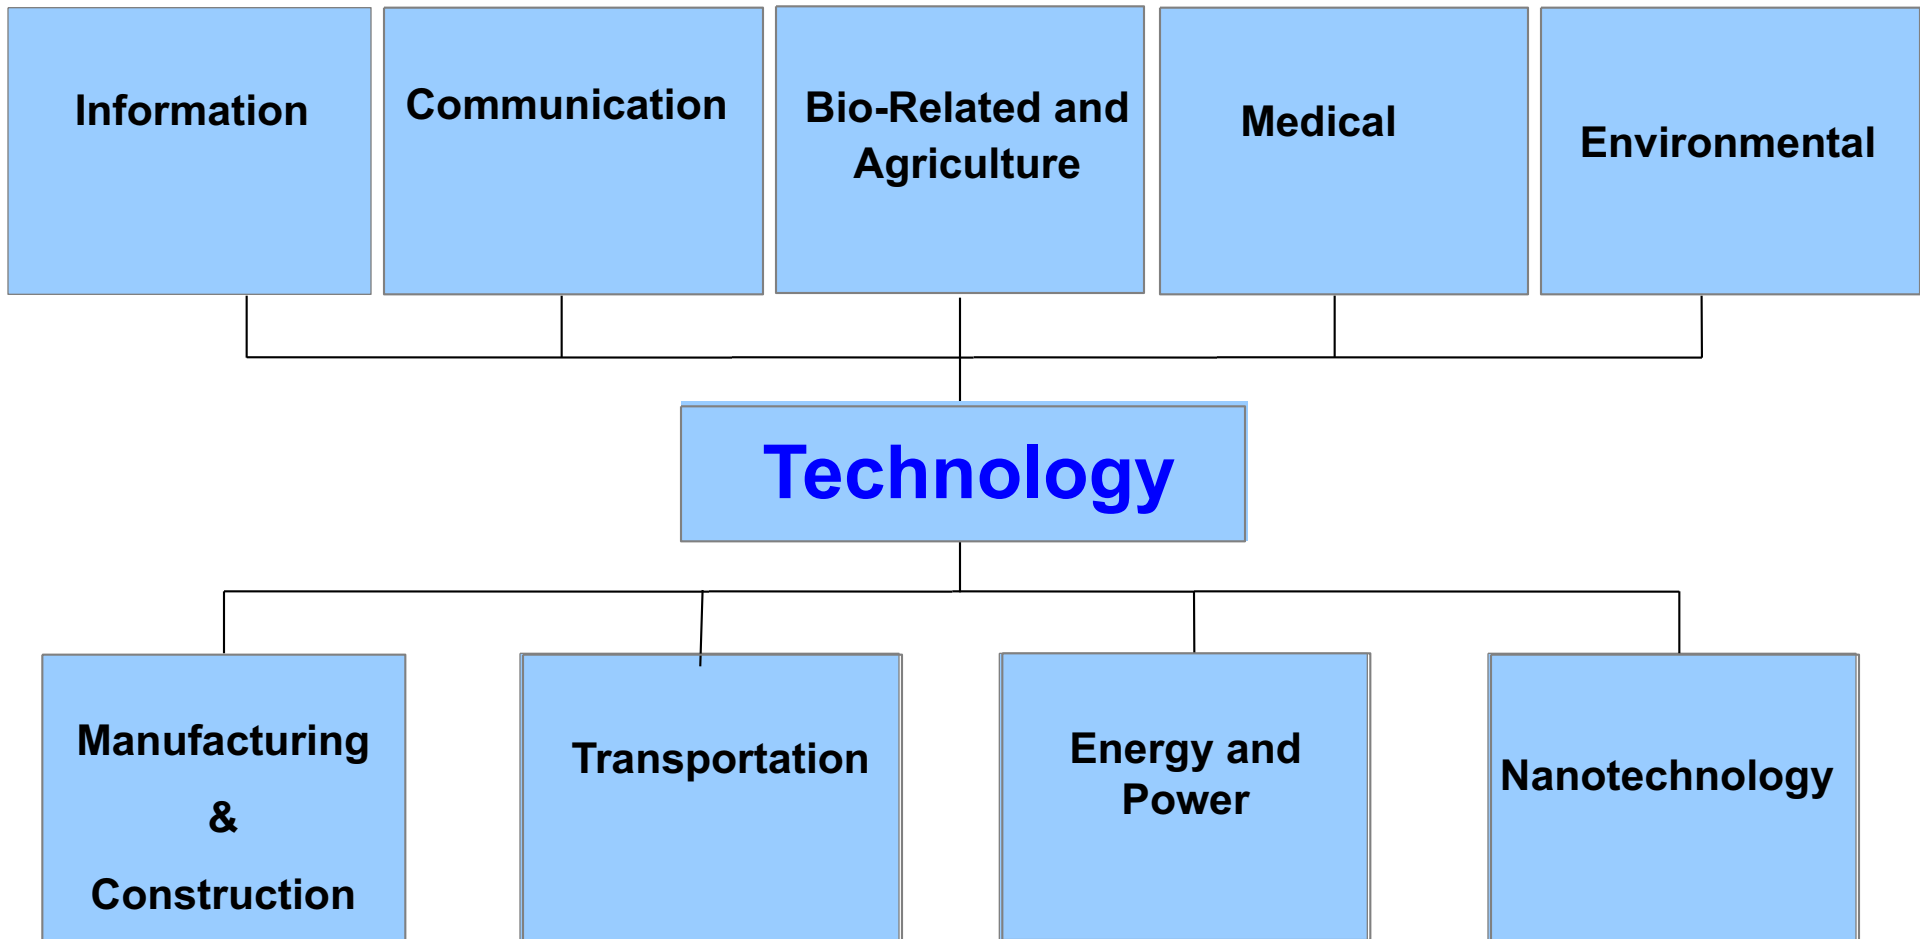 Information
Communication
Bio-Related and
Agriculture
Medical
Environmental
Technology
Manufacturing
&
Construction
Transportation
Energy and
Power
Nanotechnology